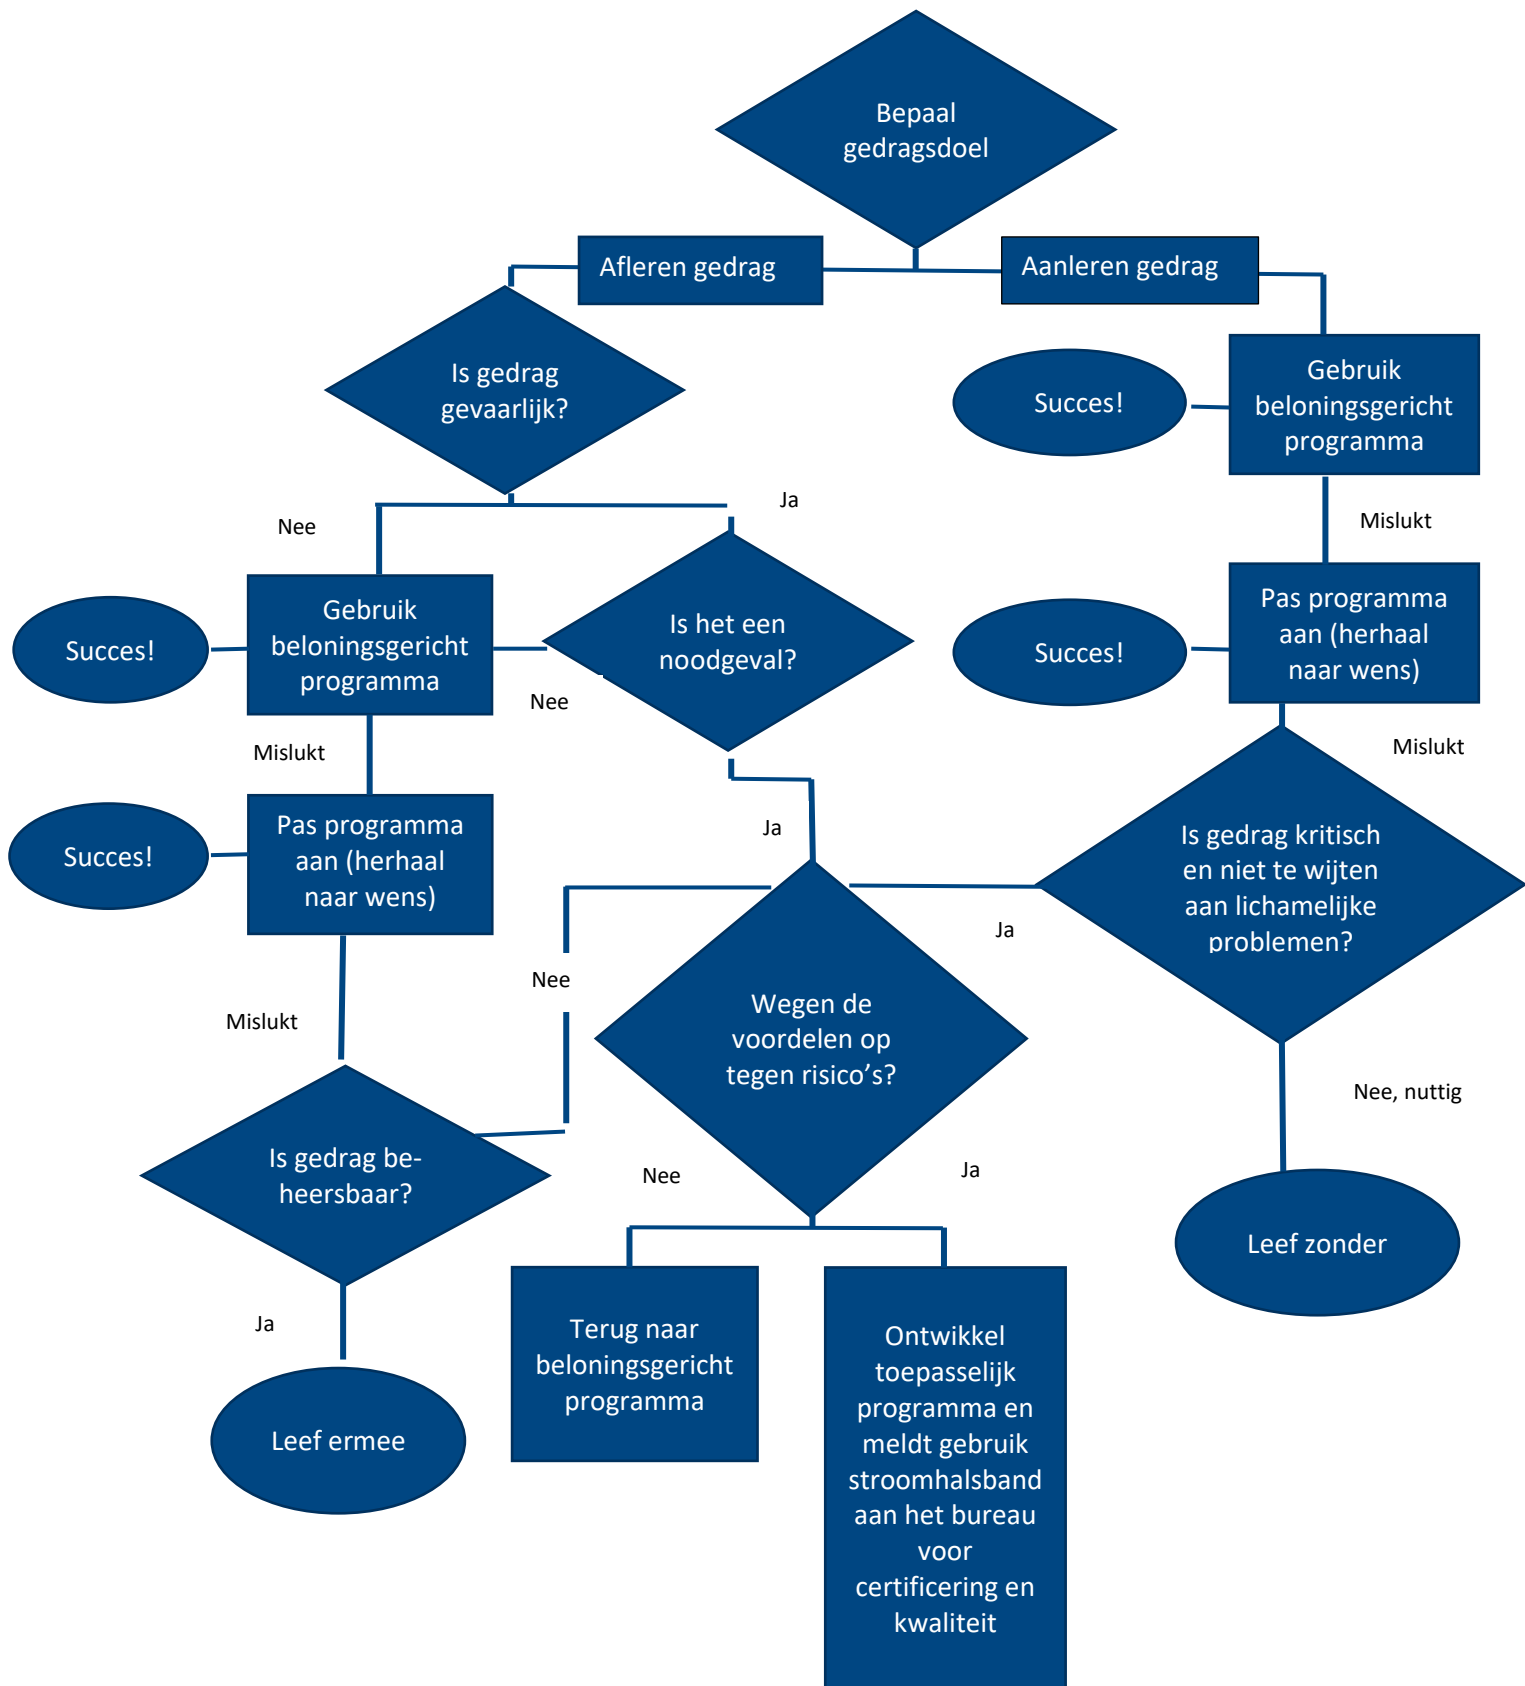 Bepaal
gedragsdoel
Afleren gedrag
Aanleren gedrag
Is gedrag
gevaarlijk?
Succes!
Gebruik
beloningsgericht
programma
Nee
Ja
Mislukt
Succes!
Gebruik
beloningsgericht
programma
Is het een
noodgeval?
Nee
Succes!
Pas programma
aan (herhaal
naar wens)
Mislukt
Mislukt
Succes!
Pas programma
aan (herhaal
naar wens)
Ja
Is gedrag kritisch
en niet te wijten
aan lichamelijke
problemen?
Ja
Nee
Mislukt
Wegen de
voordelen op
tegen risico's?
Nee, nuttig
Is gedrag be-
heersbaar?
Nee
Ja
Leef zonder
Ja
Leef ermee
Terug naar
beloningsgericht
programma
Ontwikkel
toepasselijk
programma en
meldt gebruik
stroomhalsband
aan het bureau
voor
certificering en
kwaliteit